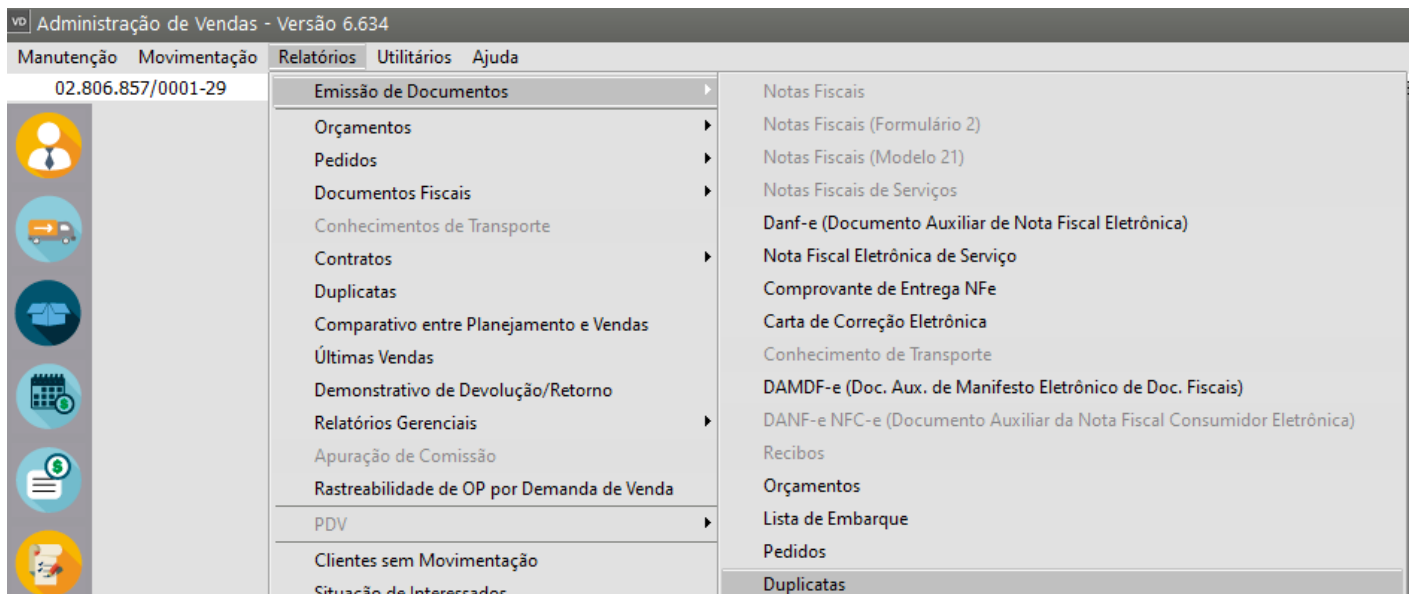 VD Administração de Vendas - Versão 6.634
Manutenção Movimentação Relatórios Utilitários Ajuda
02.806.857/0001-29
Emissão de Documentos
Orçamentos
Pedidos
Documentos Fiscais
Conhecimentos de Transporte
Contratos
Duplicatas
Comparativo entre Planejamento e Vendas
Últimas Vendas
Demonstrativo de Devolução/Retorno
Relatórios Gerenciais
Apuração de Comissão
Rastreabilidade de OP por Demanda de Venda
PDV
Clientes sem Movimentação
Situação de Interessados
Notas Fiscais
Notas Fiscais (Formulário 2)
Notas Fiscais (Modelo 21)
Notas Fiscais de Serviços
Danf-e (Documento Auxiliar de Nota Fiscal Eletrônica)
Nota Fiscal Eletrônica de Serviço
Comprovante de Entrega NFe
Carta de Correção Eletrônica
Conhecimento de Transporte
DAMDF-e (Doc. Aux. de Manifesto Eletrônico de Doc. Fiscais)
DANF-e NFC-e (Documento Auxiliar da Nota Fiscal Consumidor Eletrônica)
Recibos
Orçamentos
Lista de Embarque
Pedidos
Duplicatas